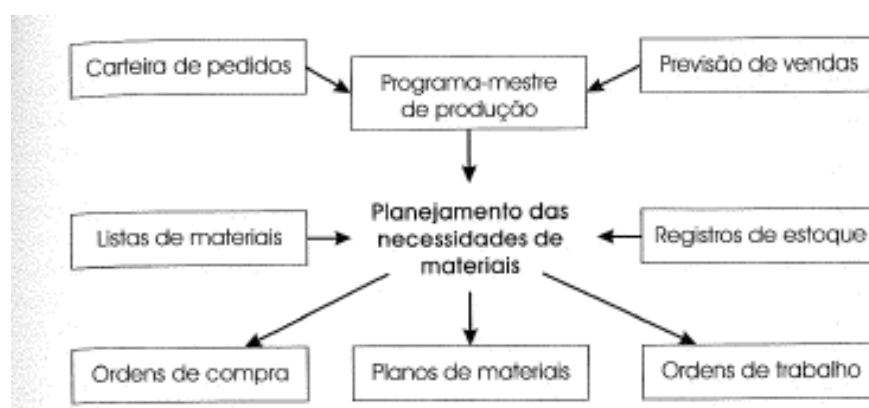 Carteira de pedidos
Programa-mestre
de produção
Previsão de vendas
Listas de materiais
Planejamento das
necessidades de
materiais
Registros de estoque
Ordens de compra
Planos de materiais
Ordens de trabalho